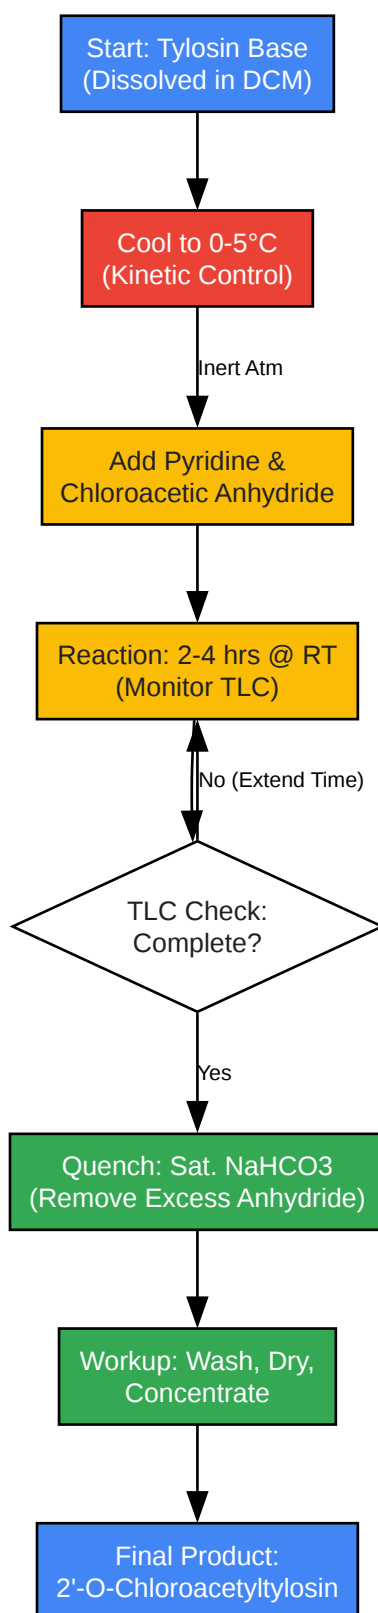 Start: Tylosin Base
(Dissolved in DCM)
Cool to 0-5°C
(Kinetic Control)
Inert Atm
Add Pyridine &
Chloroacetic Anhydride
Reaction: 2-4 hrs @ RT
(Monitor TLC)
No (Extend Time)
TLC Check:
Complete?
Yes
Quench: Sat. NaHCO3
(Remove Excess Anhydride)
Workup: Wash, Dry,
Concentrate
Final Product:
2'-O-Chloroacetyltylosin